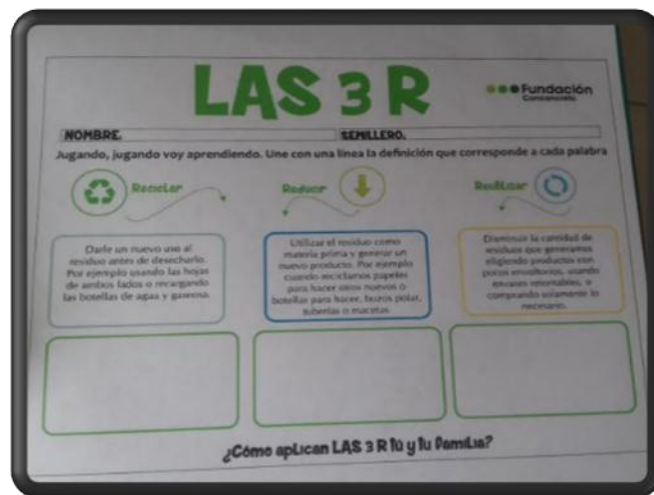 LAS 3 R
Fundación
NOMBRE.
SEMILLERO.
Jugando, jugando voy aprendiendo. Une con una línea la definición que corresponde a cada palabra
Reciclar
Reducir
Reutilizar
Darle un nuevo uso al
residuo antes de desecharlo.
Por ejemplo usando las hojas
de ambos lados o recargando
las botellas de agua y gaseosa.
Utilizar el residuo como
materia prima y generar un
nuevo producto. Por ejemplo
cuando reciclamos papeles
para hacer otros nuevos o
botellas para hacer, buzos polar,
tuberías o macetas.
Disminuir la cantidad de
residuos que generamos
eligiendo productos con
pocos envoltorios, usando
envases retornables, o
comprando solamente lo
necesario.
¿Cómo aplican LAS 3 R tú y tu familia?